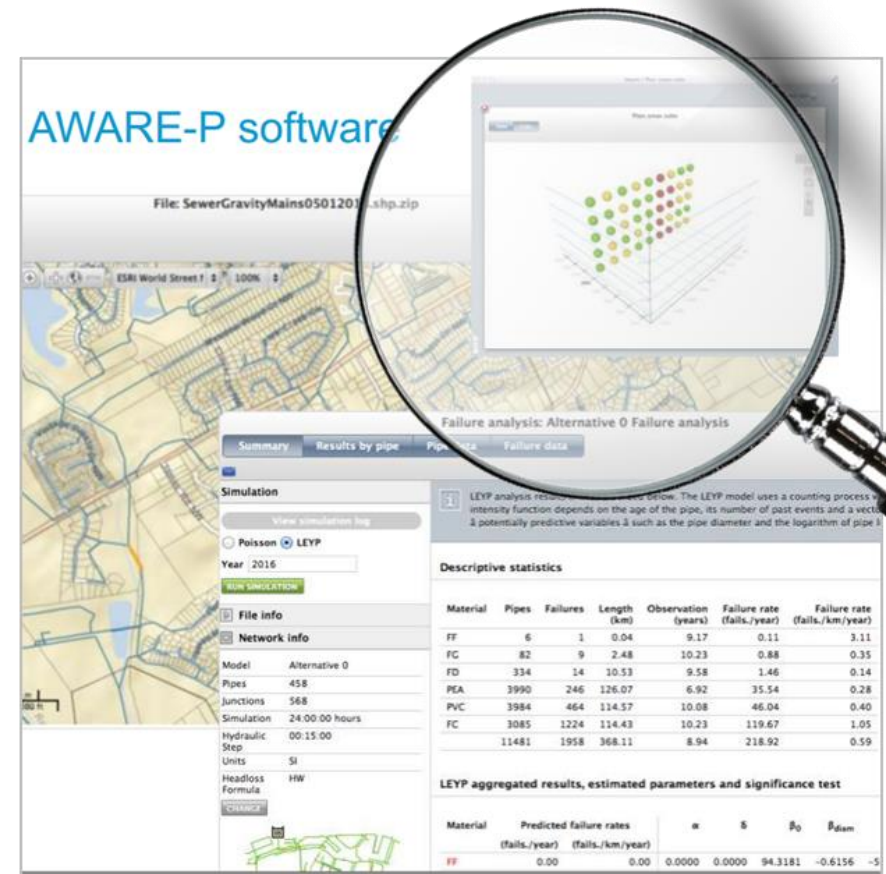 AWARE-P software
File: SewerGravityMains0501201 .shp.zip
ESRI World Street 100%
Failure analysis: Alternative 0 Failure analysis
Summary Results by pipe Pipe data Failure data
Simulation
View simulation log
Poisson LEYP
Year 2016
RUN SIMULATION
File info
Network info
Model Alternative 0
Pipes 458
Junctions 568
Simulation 24:00:00 hours
Hydraulic
Step 00:15:00
Units SI
Headloss
Formula HW
CHANGE
LEYP analysis below. The LEYP model uses a counting process
intensity function depends on the age of the pipe, its number of past events and a vect
â potentially predictive variables â such as the pipe diameter and the logarithm of pipe
Descriptive statistics
Material Pipes Failures Length (km) Observation (years) Failure rate (fails./year) Failure rate (fails./km/year)
FF 6 1 0.04 9.17 0.11 3.11
FG 82 9 2.48 10.23 0.88 0.35
FD 334 14 10.53 9.58 1.46 0.14
PEA 3990 246 126.07 6.92 35.54 0.28
PVC 3984 464 114.57 10.08 46.04 0.40
FC 3085 1224 114.43 10.23 119.67 1.05
11481 1958 368.11 8.94 218.92 0.59
LEYP aggregated results, estimated parameters and significance test
Material Predicted failure rates α δ β0 βdiam
(fails./year) (fails./km/year)
FF 0.00 0.00 0.0000 0.0000 94.3181 -0.6156 -5